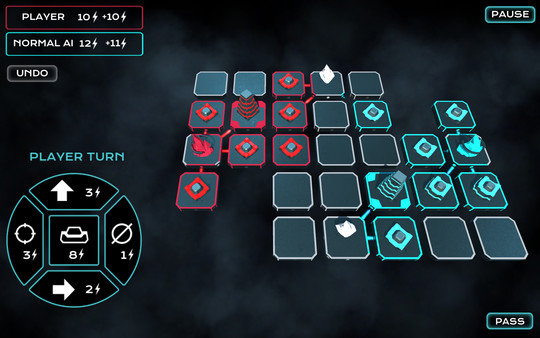 PLAYER 10 +10
PAUSE
NORMAL AI 12 +11
UNDO
PLAYER TURN
3
3
8
1
2
PASS